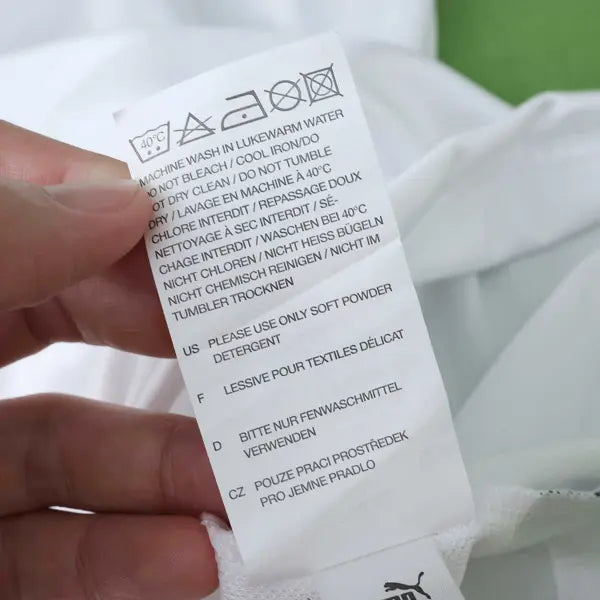 40°C
MACHINE WASH IN LUKEWARM WATER
DO NOT BLEACH / COOL IRON/DO
NOT DRY CLEAN / DO NOT TUMBLE
DRY / LAVAGE EN MACHINE À 40°C
CHLORE INTERDIT / REPASSAGE DOUX
NETTOYAGE À SEC INTERDIT / SÉ-
CHAGE INTERDIT / WASCHEN BEI 40°C
NICHT CHLOREN / NICHT HEISS BÜGELN
NICHT CHEMISCH REINIGEN / NICHT IM
TUMBLER TROCKNEN
US PLEASE USE ONLY SOFT POWDER
DETERGENT
F LESSIVE POUR TEXTILES DÉLICAT
D BITTE NUR FENWASCHMITTEL
VERWENDEN
CZ POUZE PRACI PROSTŘEDEK
PRO JEMNE PRADLO